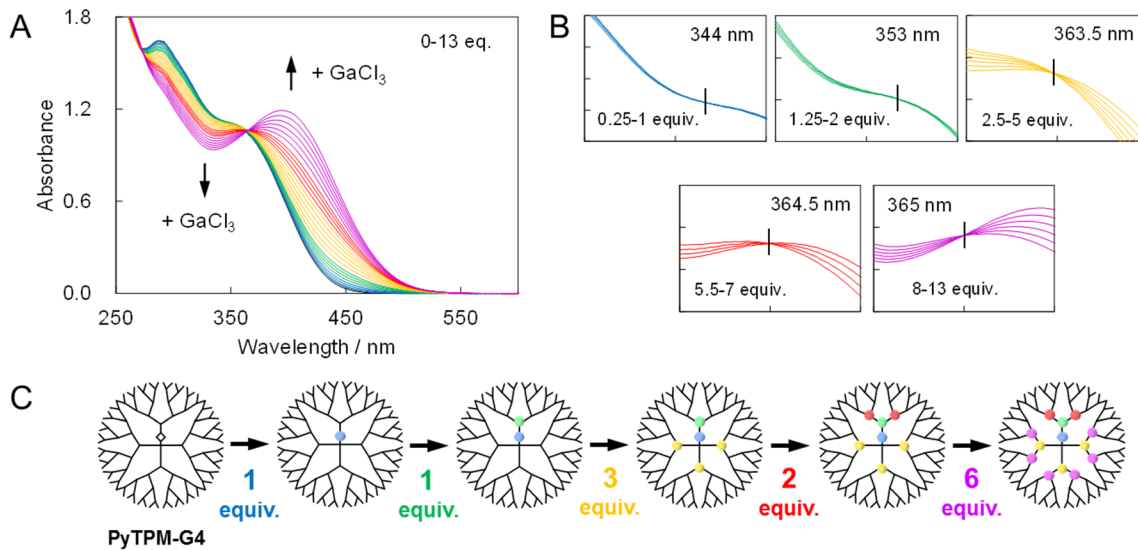 A
1.8
0-13 eq.
+ GaCl3
1.2
Absorbance
0.6
+ GaCl3
0.0
250 350 450 550
Wavelength / nm
B
344 nm
0.25-1 equiv.
353 nm
1.25-2 equiv.
363.5 nm
2.5-5 equiv.
364.5 nm
5.5-7 equiv.
365 nm
8-13 equiv.
C
1 1 3 2 6
equiv. equiv. equiv. equiv. equiv.
PyTPM-G4